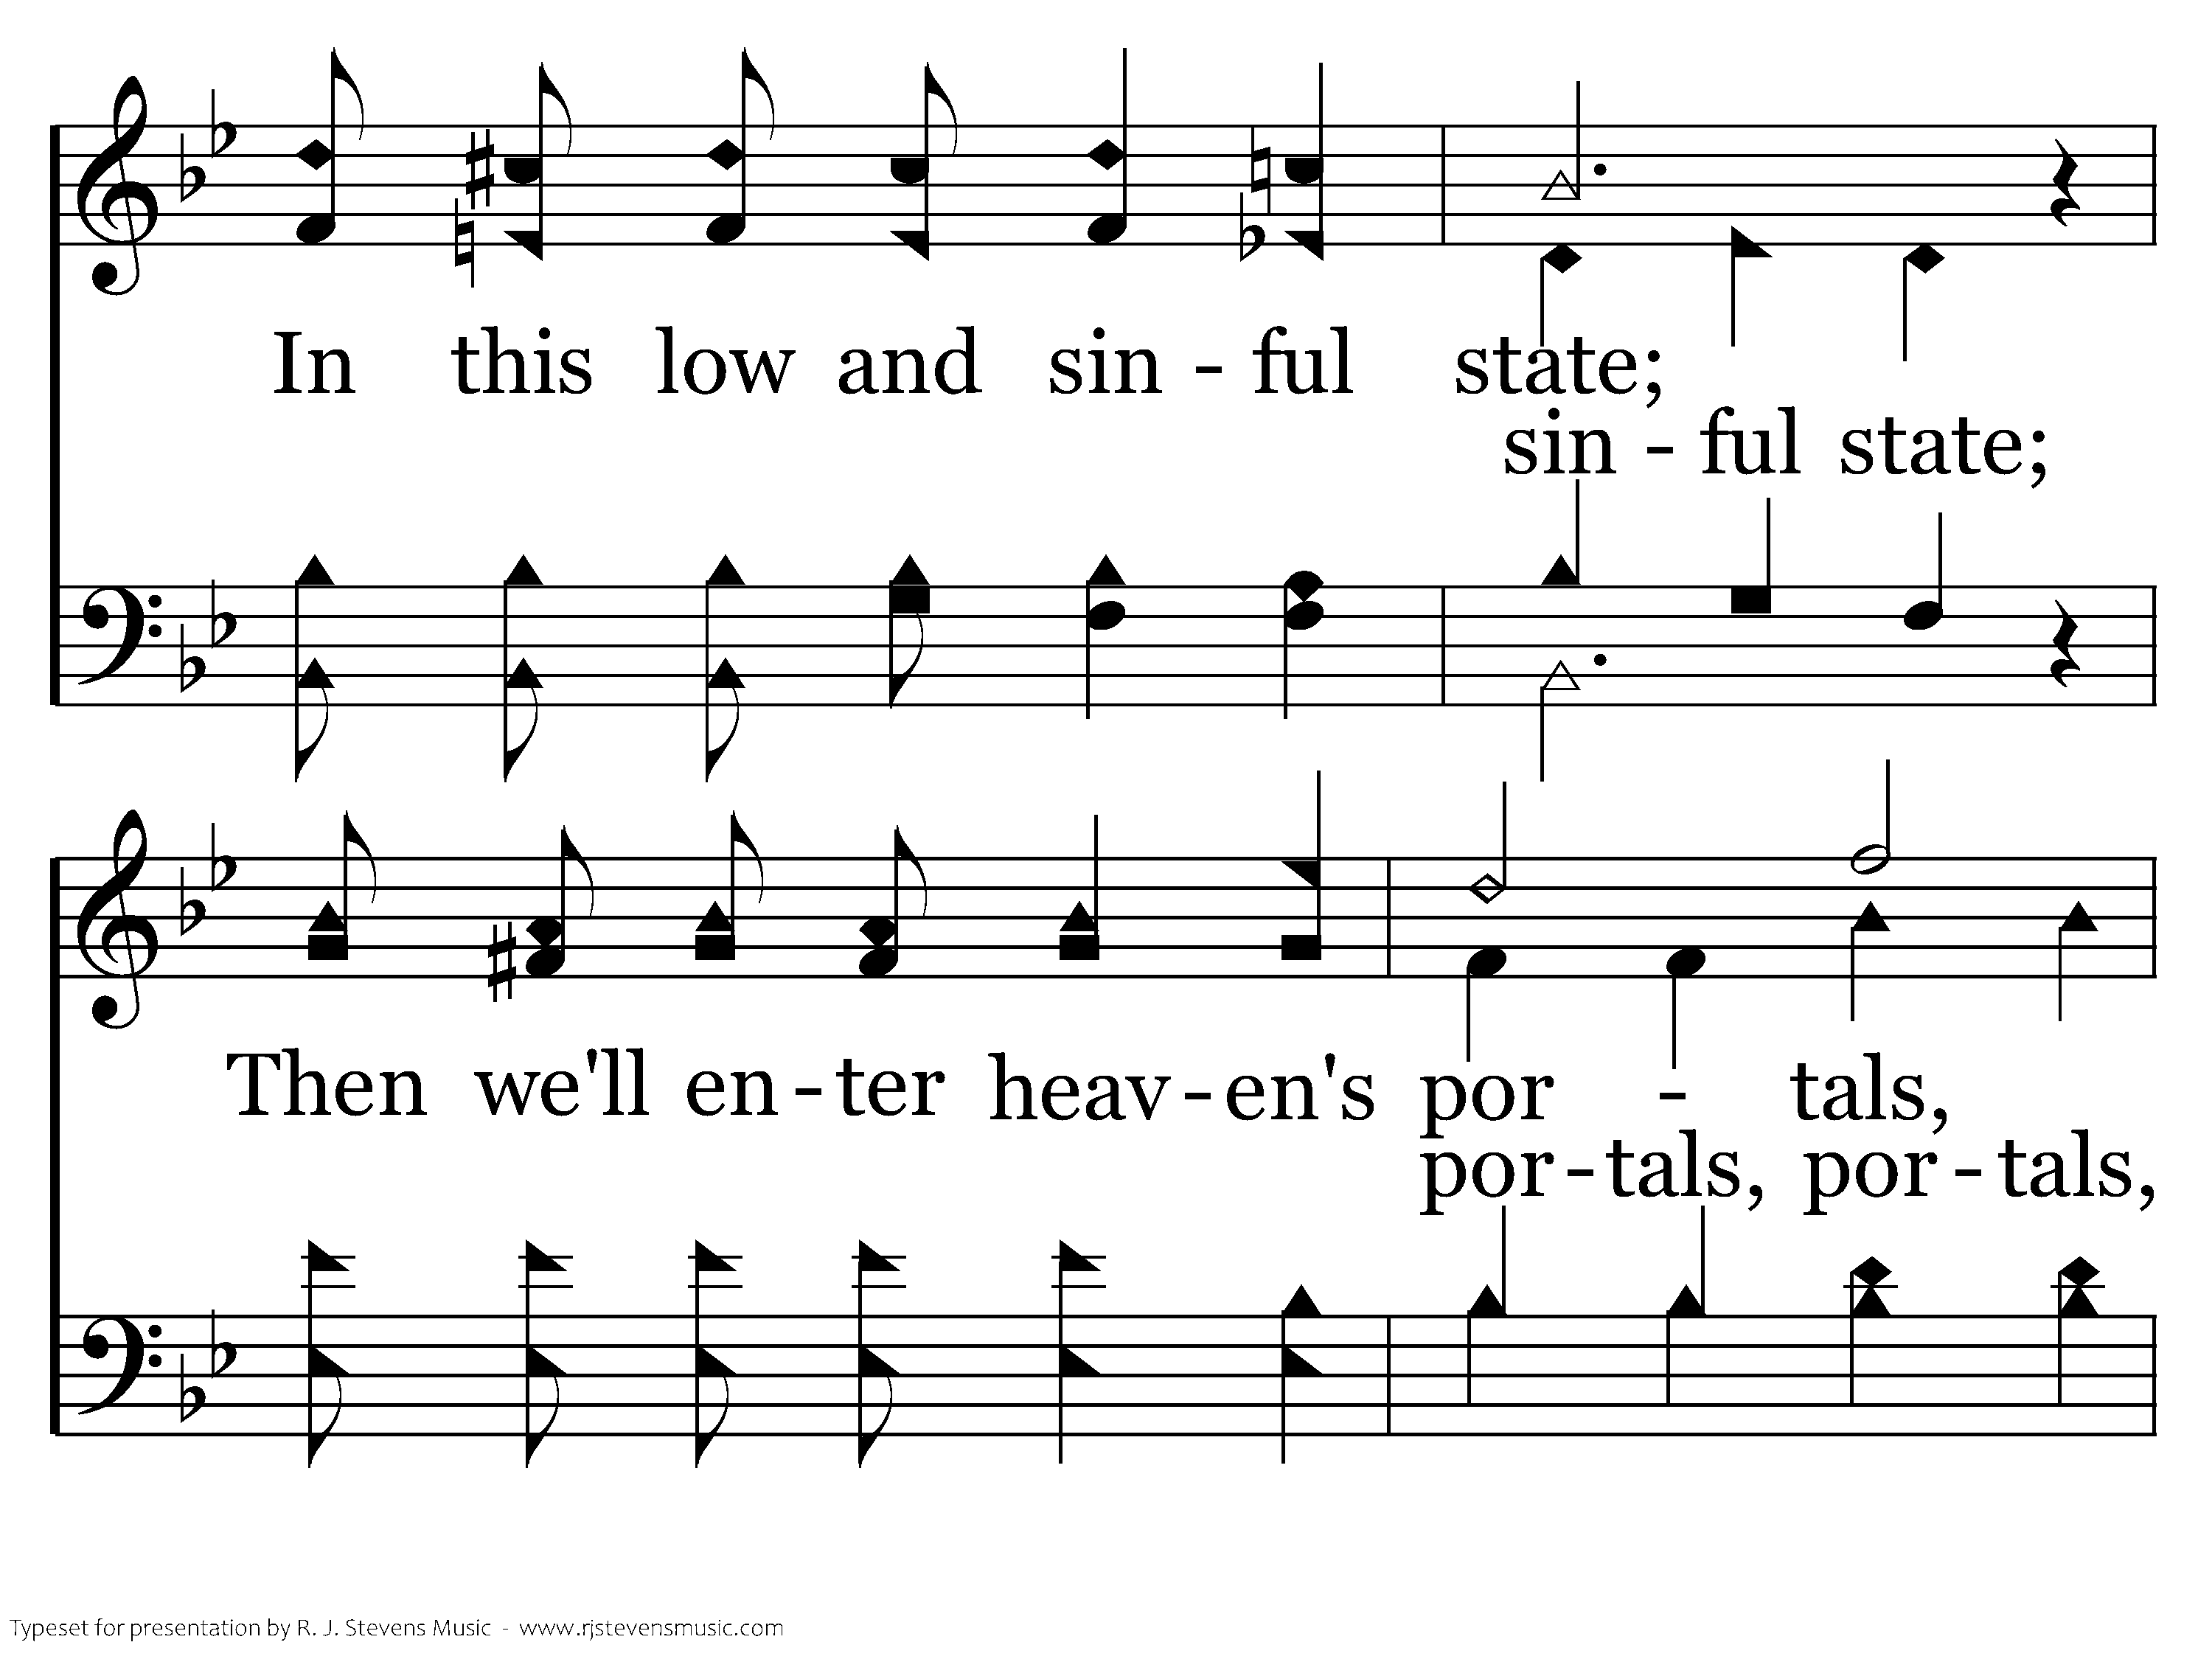 In this low and sin - ful state;
sin - ful state;
Then we'll en - ter heav - en's por - tals,
por - tals, por - tals,
Typeset for presentation by R. J. Stevens Music - www.rjstevensmusic.com